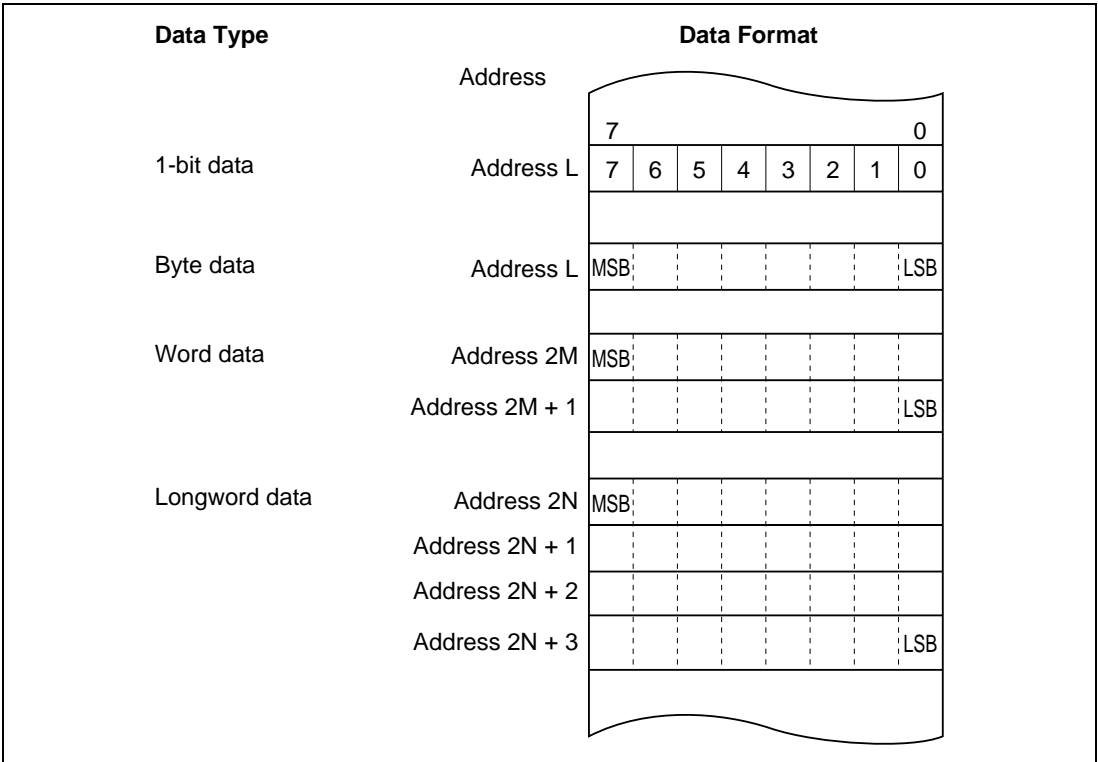 Data Type Data Format
Address
7 0
1-bit data Address L 7 6 5 4 3 2 1 0
Byte data Address L MSB LSB
Word data Address 2M MSB
Address 2M + 1 LSB
Longword data Address 2N MSB
Address 2N + 1
Address 2N + 2
Address 2N + 3 LSB